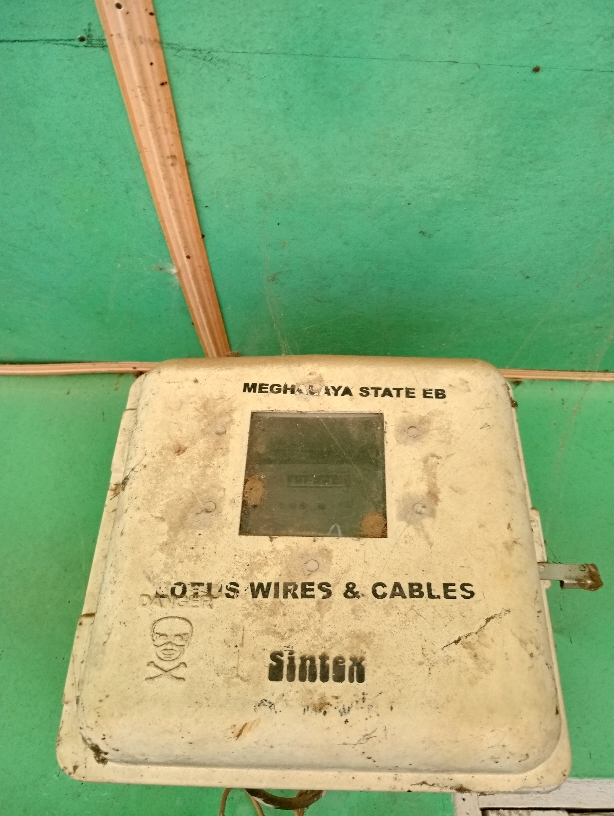 MEGHALAYA STATE EB
LOTUS WIRES & CABLES
DANGER
Sintex